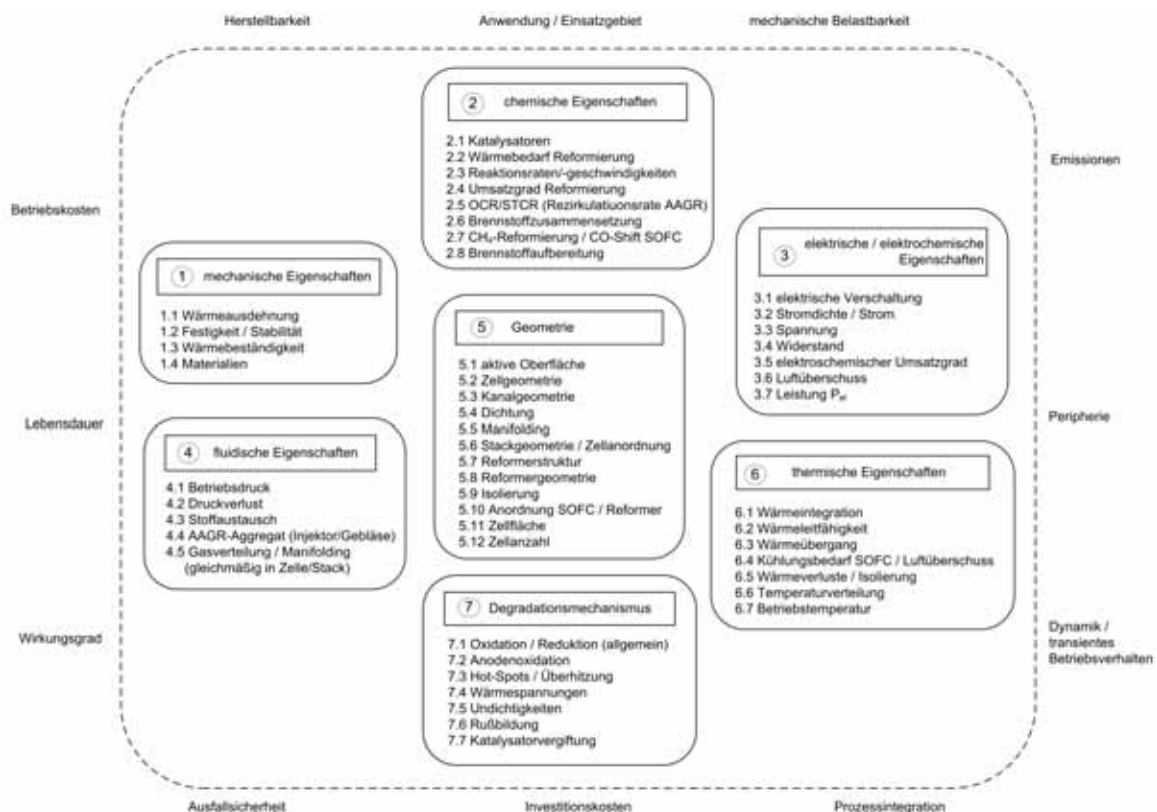 Herstellbarkeit
Anwendung / Einsatzgebiet
mechanische Belastbarkeit
Betriebskosten
Lebensdauer
Wirkungsgrad
1 mechanische Eigenschaften
1.1 Wärmeausdehnung
1.2 Festigkeit / Stabilität
1.3 Wärmebeständigkeit
1.4 Materialien
4 fluidische Eigenschaften
4.1 Betriebsdruck
4.2 Druckverlust
4.3 Stoffaustausch
4.4 AAGR-Aggregat (Injektor/Gebläse)
4.5 Gasverteilung / Manifolding
(gleichmäßig in Zelle/Stack)
2 chemische Eigenschaften
2.1 Katalysatoren
2.2 Wärmebedarf Reformierung
2.3 Reaktionsraten/-geschwindigkeiten
2.4 Umsatzgrad Reformierung
2.5 OCR/STCR (Rezirkulatiuonsrate AAGR)
2.6 Brennstoffzusammensetzung
2.7 CH₄-Reformierung / CO-Shift SOFC
2.8 Brennstoffaufbereitung
5 Geometrie
5.1 aktive Oberfläche
5.2 Zellgeometrie
5.3 Kanalgeometrie
5.4 Dichtung
5.5 Manifolding
5.6 Stackgeometrie / Zellanordnung
5.7 Reformerstruktur
5.8 Reformergeometrie
5.9 Isolierung
5.10 Anordnung SOFC / Reformer
5.11 Zellfläche
5.12 Zellanzahl
7 Degradationsmechanismus
7.1 Oxidation / Reduktion (allgemein)
7.2 Anodenoxidation
7.3 Hot-Spots / Überhitzung
7.4 Wärmespannungen
7.5 Undichtigkeiten
7.6 Rußbildung
7.7 Katalysatorvergiftung
3 elektrische / elektrochemische
Eigenschaften
3.1 elektrische Verschaltung
3.2 Stromdichte / Strom
3.3 Spannung
3.4 Widerstand
3.5 elektroschemischer Umsatzgrad
3.6 Luftüberschuss
3.7 Leistung Pel
6 thermische Eigenschaften
6.1 Wärmeintegration
6.2 Wärmeleitfähigkeit
6.3 Wärmeübergang
6.4 Kühlungsbedarf SOFC / Luftüberschuss
6.5 Wärmeverluste / Isolierung
6.6 Temperaturverteilung
6.7 Betriebstemperatur
Emissionen
Peripherie
Dynamik /
transientes
Betriebsverhalten
Ausfallsicherheit
Investitionskosten
Prozessintegration